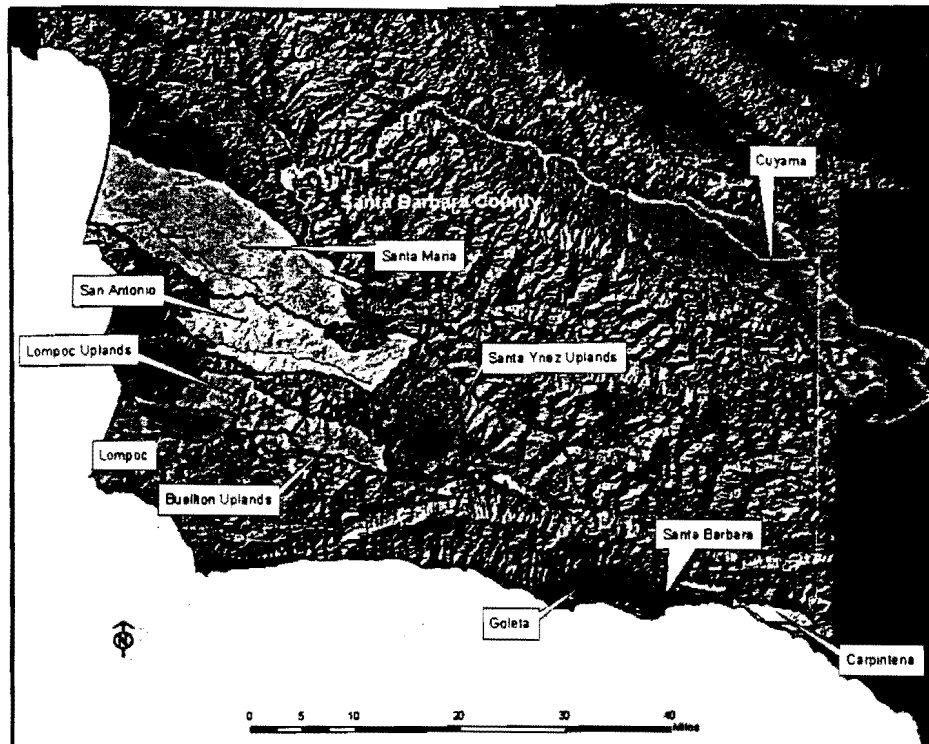 Cuyama
Santa Barbara County
Santa Maria
San Antonio
Lompoc Uplands
Santa Ynez Uplands
Lompoc
Buellton Uplands
Santa Barbara
Goleta
Carpinteria
N
0 5 10 20 30 40
Miles